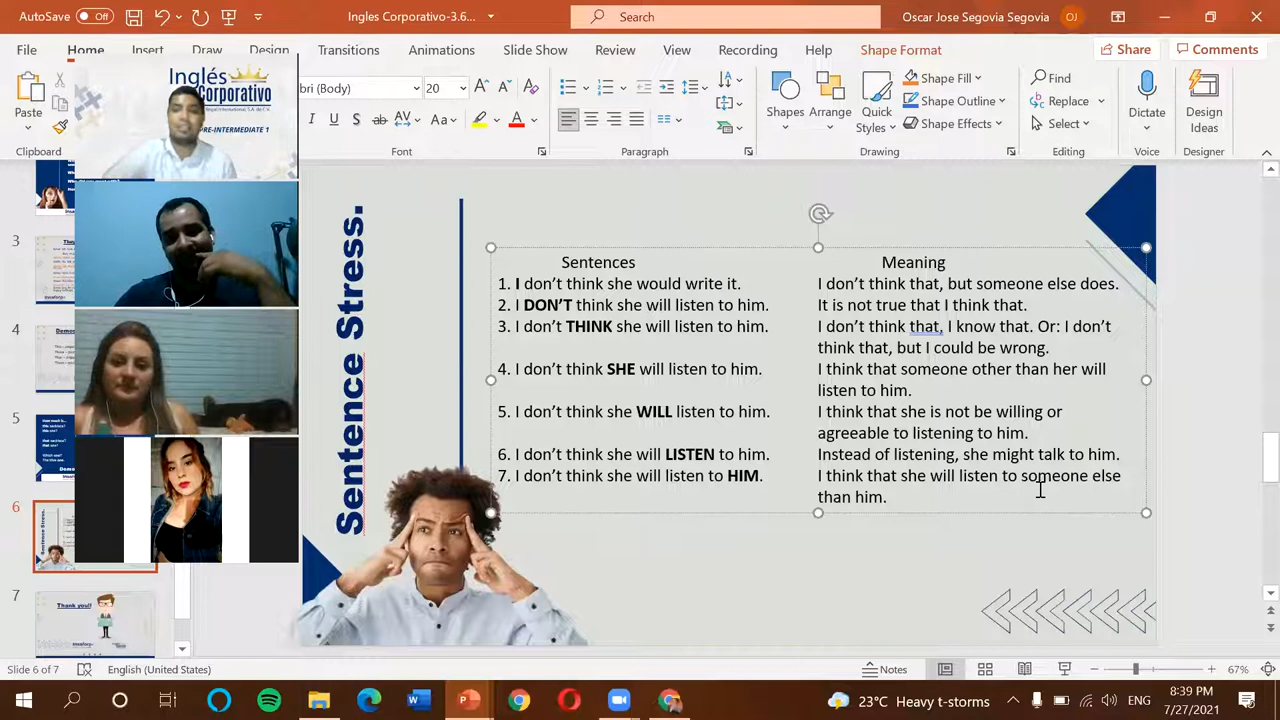 AutoSave Off
Ingles Corporativo-3.6...
Search
Oscar Jose Segovia Segovia
OJ
File Home Insert Draw Design Transitions Animations Slide Show Review View Recording Help Shape Format
Share
Comments
Paste
Clipboard
20
Aa
Font
Paragraph
Shapes
Arrange
Quick
Styles
Shape Fill
Shape Outline
Shape Effects
Drawing
Find
Replace
Select
Editing
Dictate
Voice
Design
Ideas
Designer
Inglés
Corporativo
PRE-INTERMEDIATE 1
3
4
5
6
7
Thank you!
Sentence Stress.
Sentences Meaning
1. I don’t think she would write it. I don’t think that, but someone else does.
2. I DON’T think she will listen to him. It is not true that I think that.
3. I don’t THINK she will listen to him. I don’t think that, I know that. Or: I don’t
think that, but I could be wrong.
4. I don’t think SHE will listen to him. I think that someone other than her will
listen to him.
5. I don’t think she WILL listen to him. I think that she is not be willing or
agreeable to listening to him.
6. I don’t think she will LISTEN to him. Instead of listening, she might talk to him.
7. I don’t think she will listen to HIM. I think that she will listen to someone else
than him.
Slide 6 of 7
English (United States)
Notes
67%
23°C Heavy t-storms
ENG
8:39 PM
7/27/2021